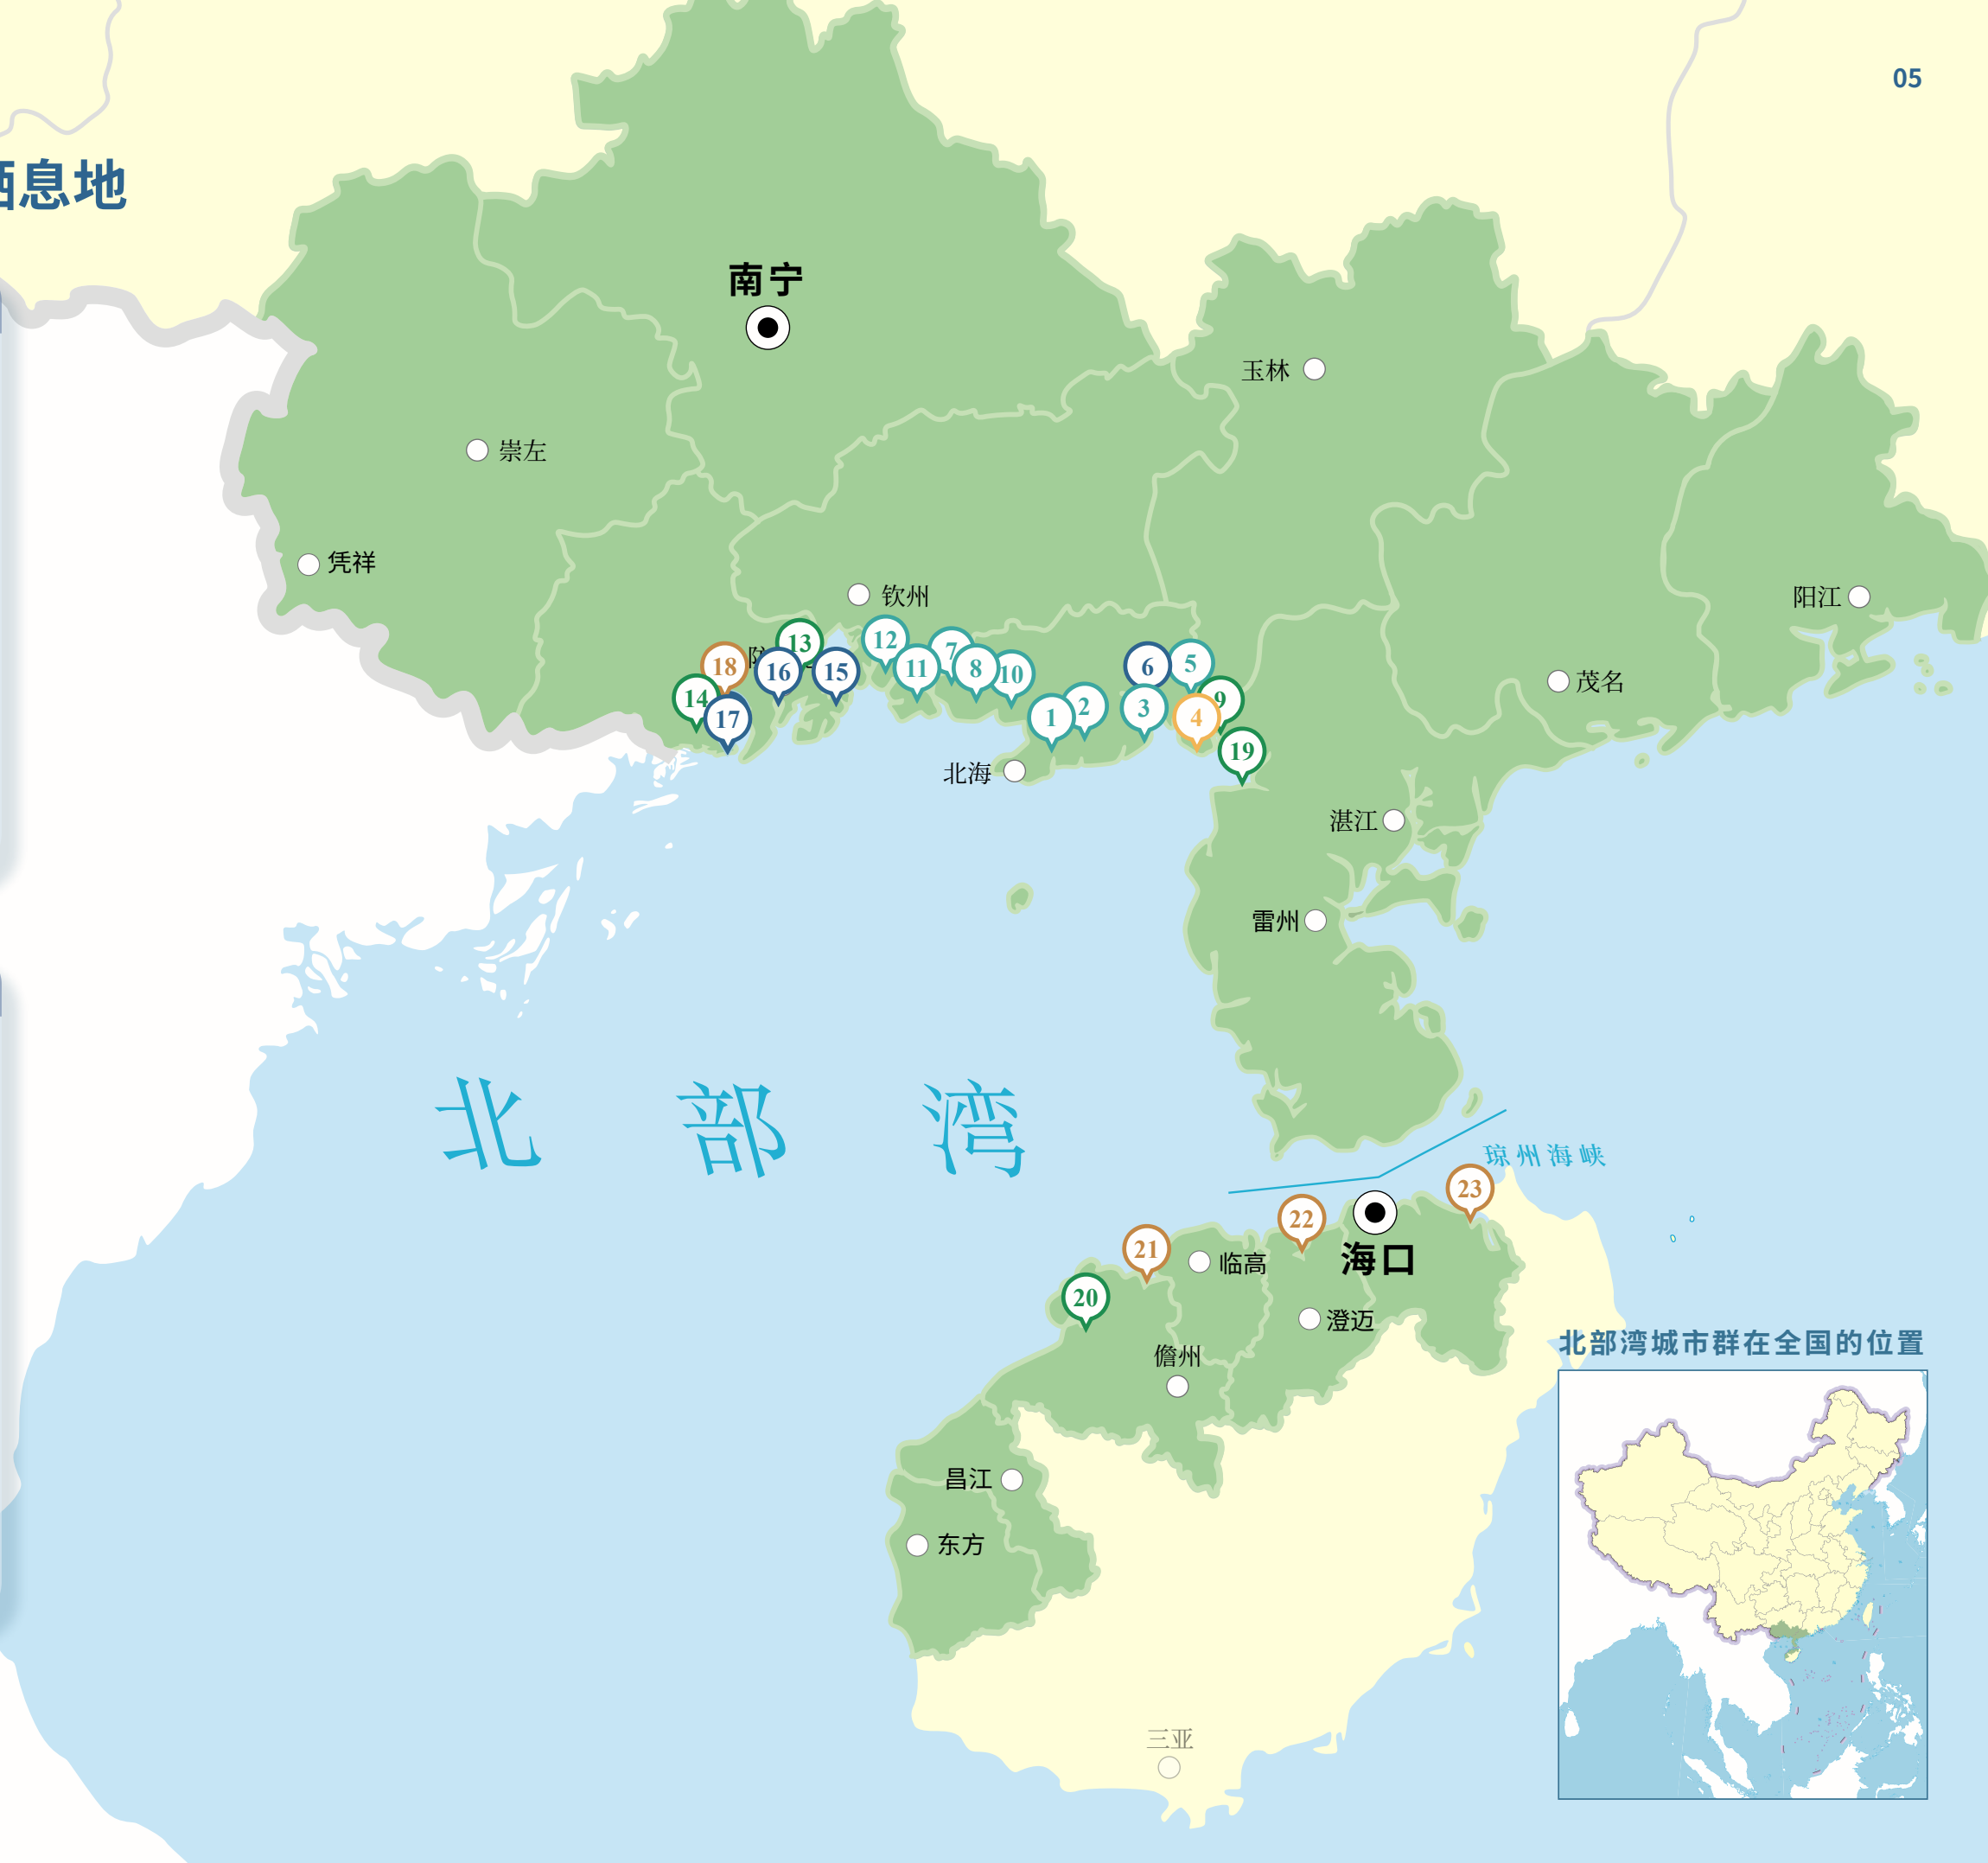 05
息地
南宁
玉林
崇左
凭祥
钦州
阳江
13
12
7
18
16
15
11
8
10
6
5
茂名
14
17
1
2
3
4
9
19
北海
湛江
雷州
北部湾
琼州海峡
23
22
21
海口
临高
20
澄迈
北部湾城市群在全国的位置
儋州
昌江
东方
三亚